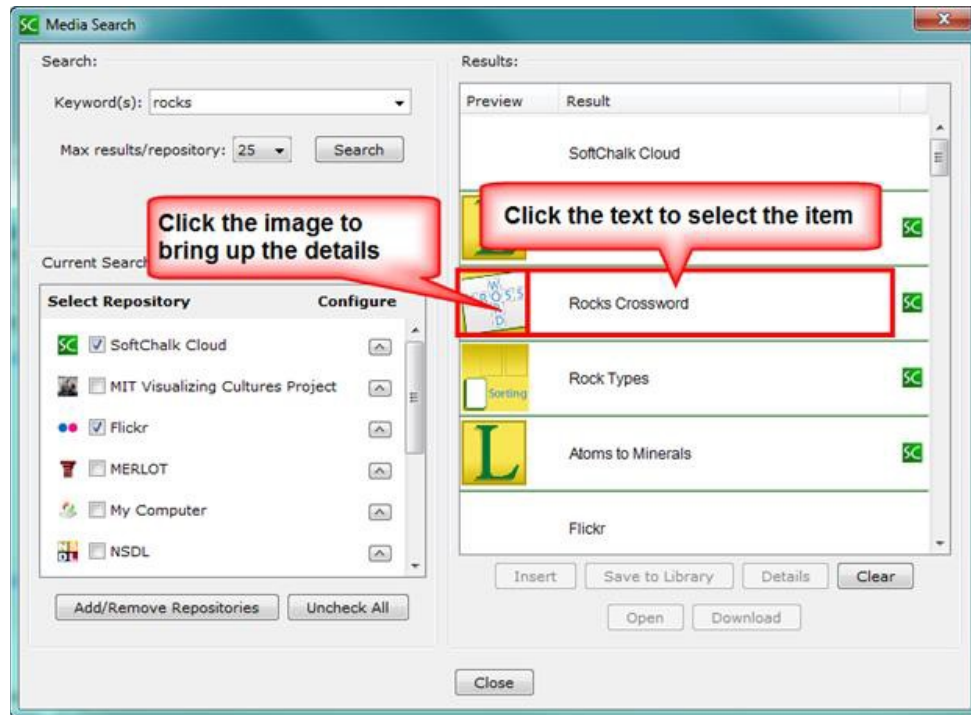 SC Media Search
Search:
Keyword(s): rocks
Max results/repository: 25 Search
Click the image to
bring up the details
Current Search
Select Repository Configure
SC SoftChalk Cloud
MIT Visualizing Cultures Project
Flickr
MERLOT
My Computer
NSDL
Add/Remove Repositories Uncheck All
Results:
Preview Result
SoftChalk Cloud
Click the text to select the item
L SC
Rocks Crossword SC
Sorting Rock Types SC
L Atoms to Minerals SC
Flickr
Insert Save to Library Details Clear
Open Download
Close